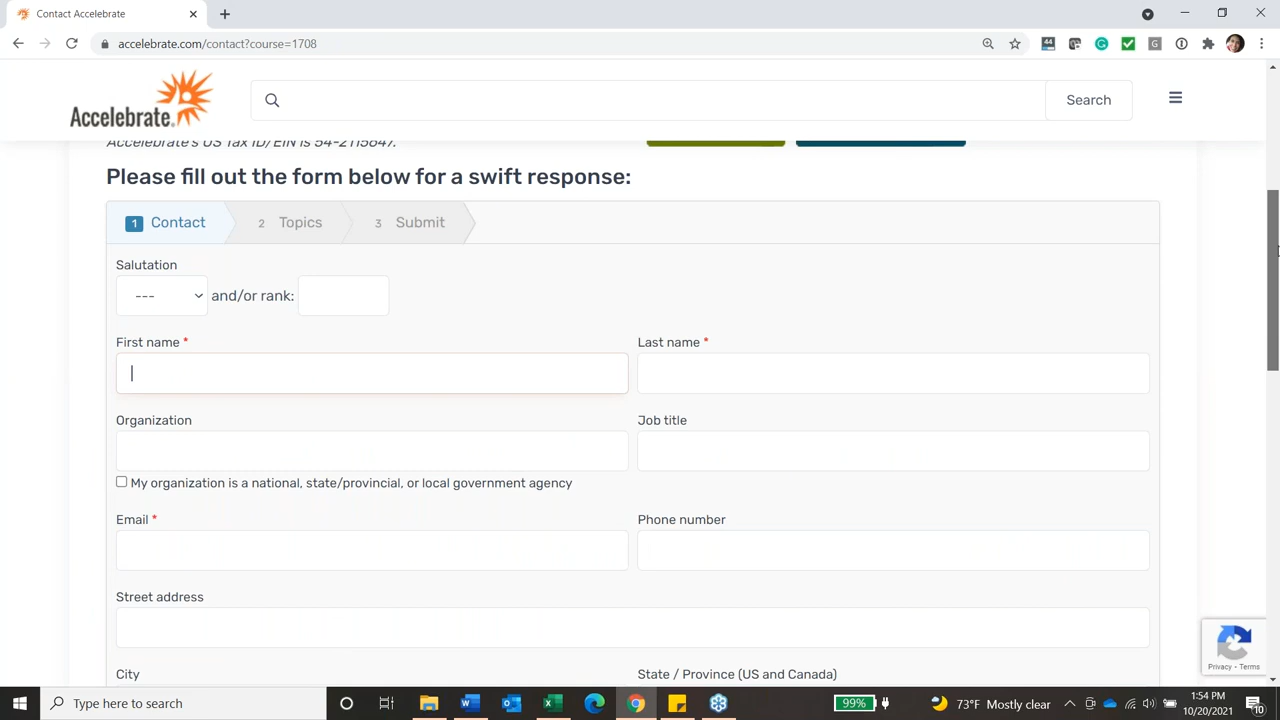 Contact Accelebrate
accelebrate.com/contact?course=1708
44
G
G
Accelebrate.
Search
Accelebrate's US Tax ID/EIN is 54-2115647.
Please fill out the form below for a swift response:
1 Contact 2 Topics 3 Submit
Salutation
--- and/or rank:
First name * Last name *
Organization Job title
My organization is a national, state/provincial, or local government agency
Email * Phone number
Street address
City State / Province (US and Canada)
Privacy - Terms
Type here to search
99%
73°F Mostly clear
1:54 PM
10/20/2021
10